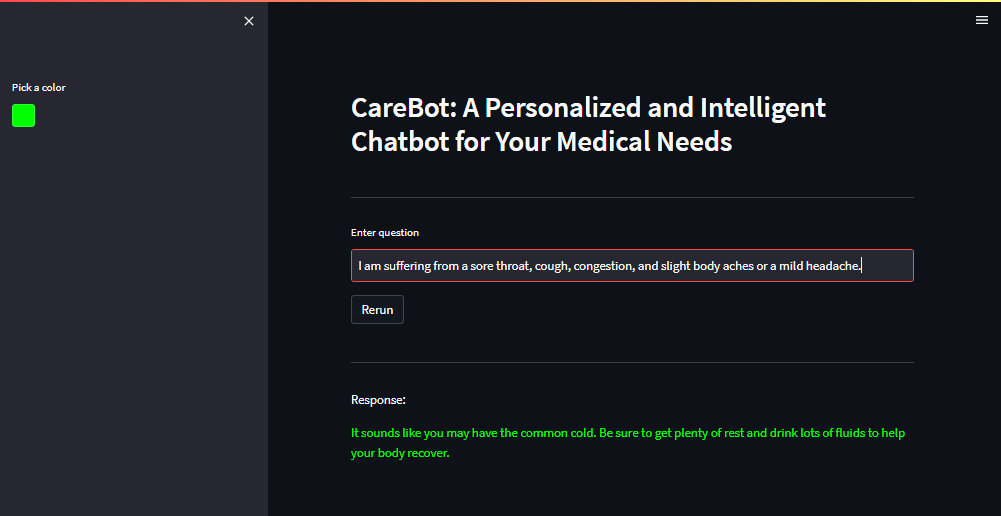 Pick a color
CareBot: A Personalized and Intelligent
Chatbot for Your Medical Needs
Enter question
I am suffering from a sore throat, cough, congestion, and slight body aches or a mild headache.
Rerun
Response:
It sounds like you may have the common cold. Be sure to get plenty of rest and drink lots of fluids to help
your body recover.